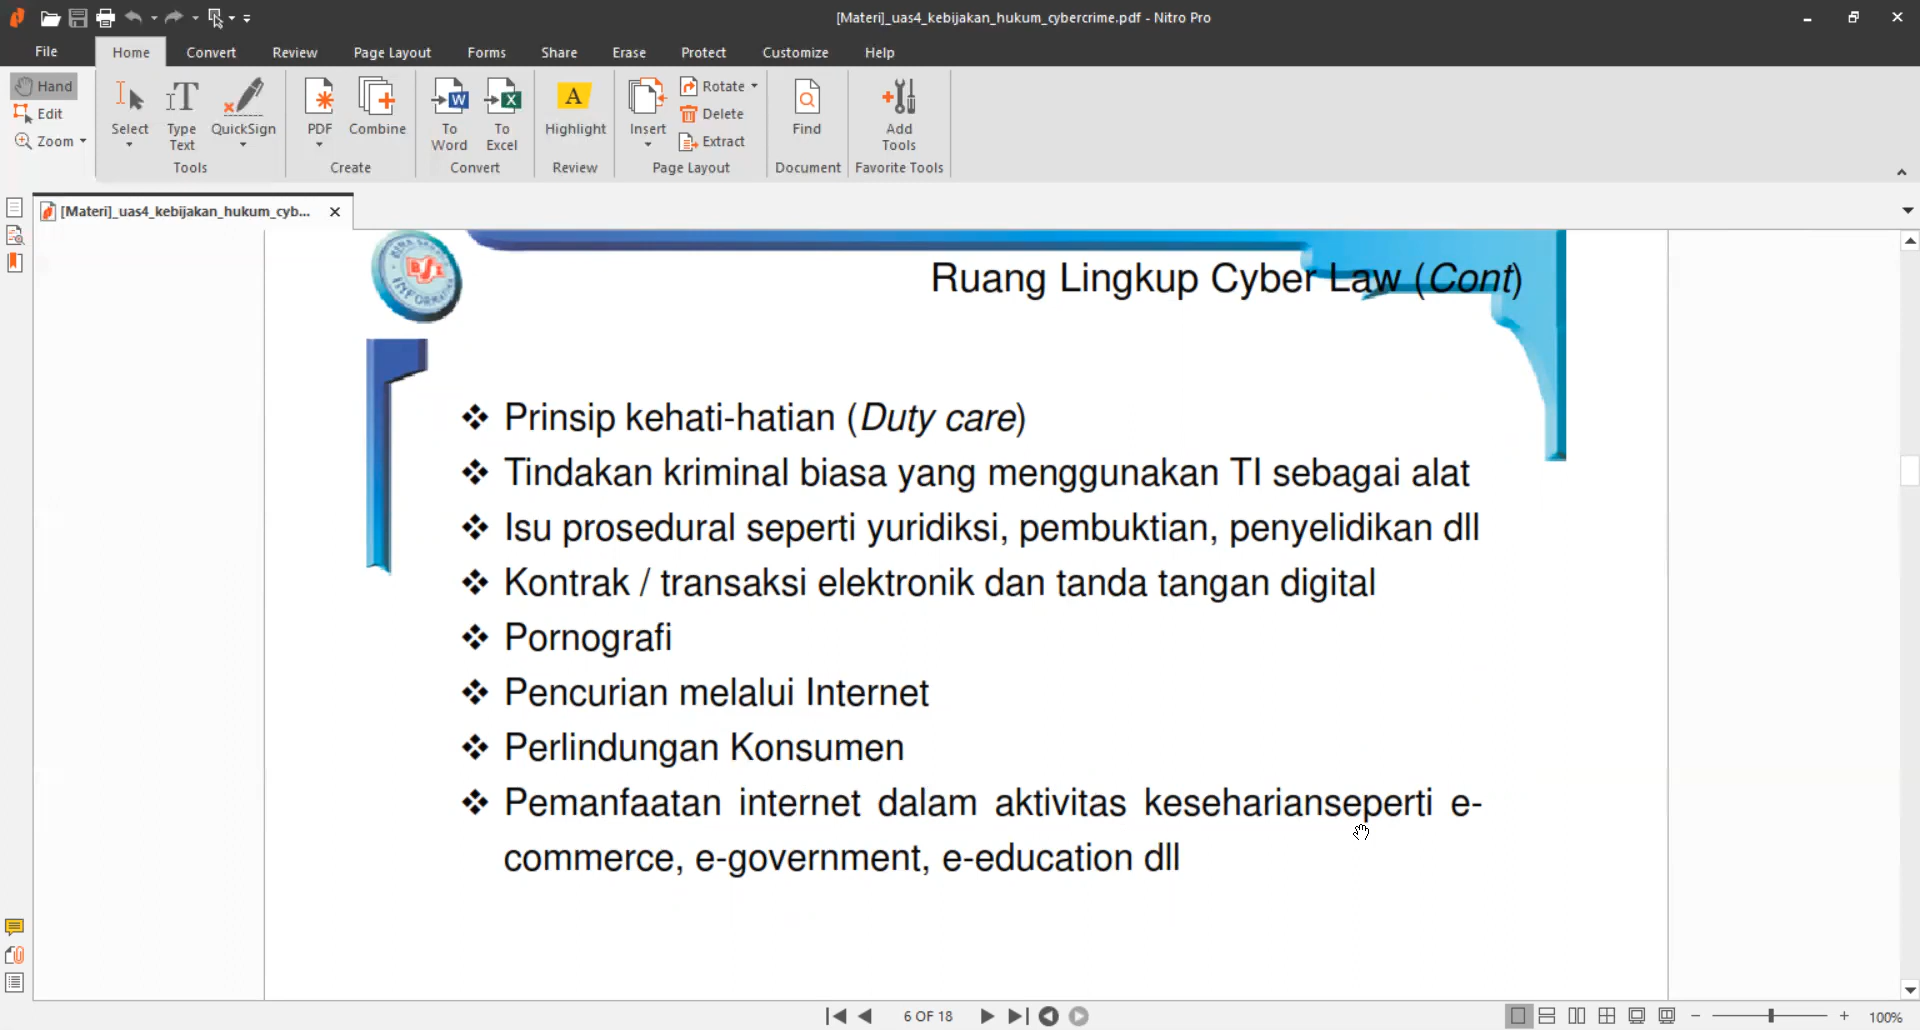 [Materi]_uas4_kebijakan_hukum_cybercrime.pdf - Nitro Pro
File Home Convert Review Page Layout Forms Share Erase Protect Customize Help
Hand
Edit
Zoom
Select
Type Text
QuickSign
Tools
PDF
Combine
Create
To Word
To Excel
Convert
Highlight
Review
Insert
Rotate
Delete
Extract
Page Layout
Find
Document
Add Tools
Favorite Tools
[Materi]_uas4_kebijakan_hukum_cyb...
Ruang Lingkup Cyber Law (Cont)
❖ Prinsip kehati-hatian (Duty care)
❖ Tindakan kriminal biasa yang menggunakan TI sebagai alat
❖ Isu prosedural seperti yuridiksi, pembuktian, penyelidikan dll
❖ Kontrak / transaksi elektronik dan tanda tangan digital
❖ Pornografi
❖ Pencurian melalui Internet
❖ Perlindungan Konsumen
❖ Pemanfaatan internet dalam aktivitas keseharianseperti e-
commerce, e-government, e-education dll
6 OF 18
100%